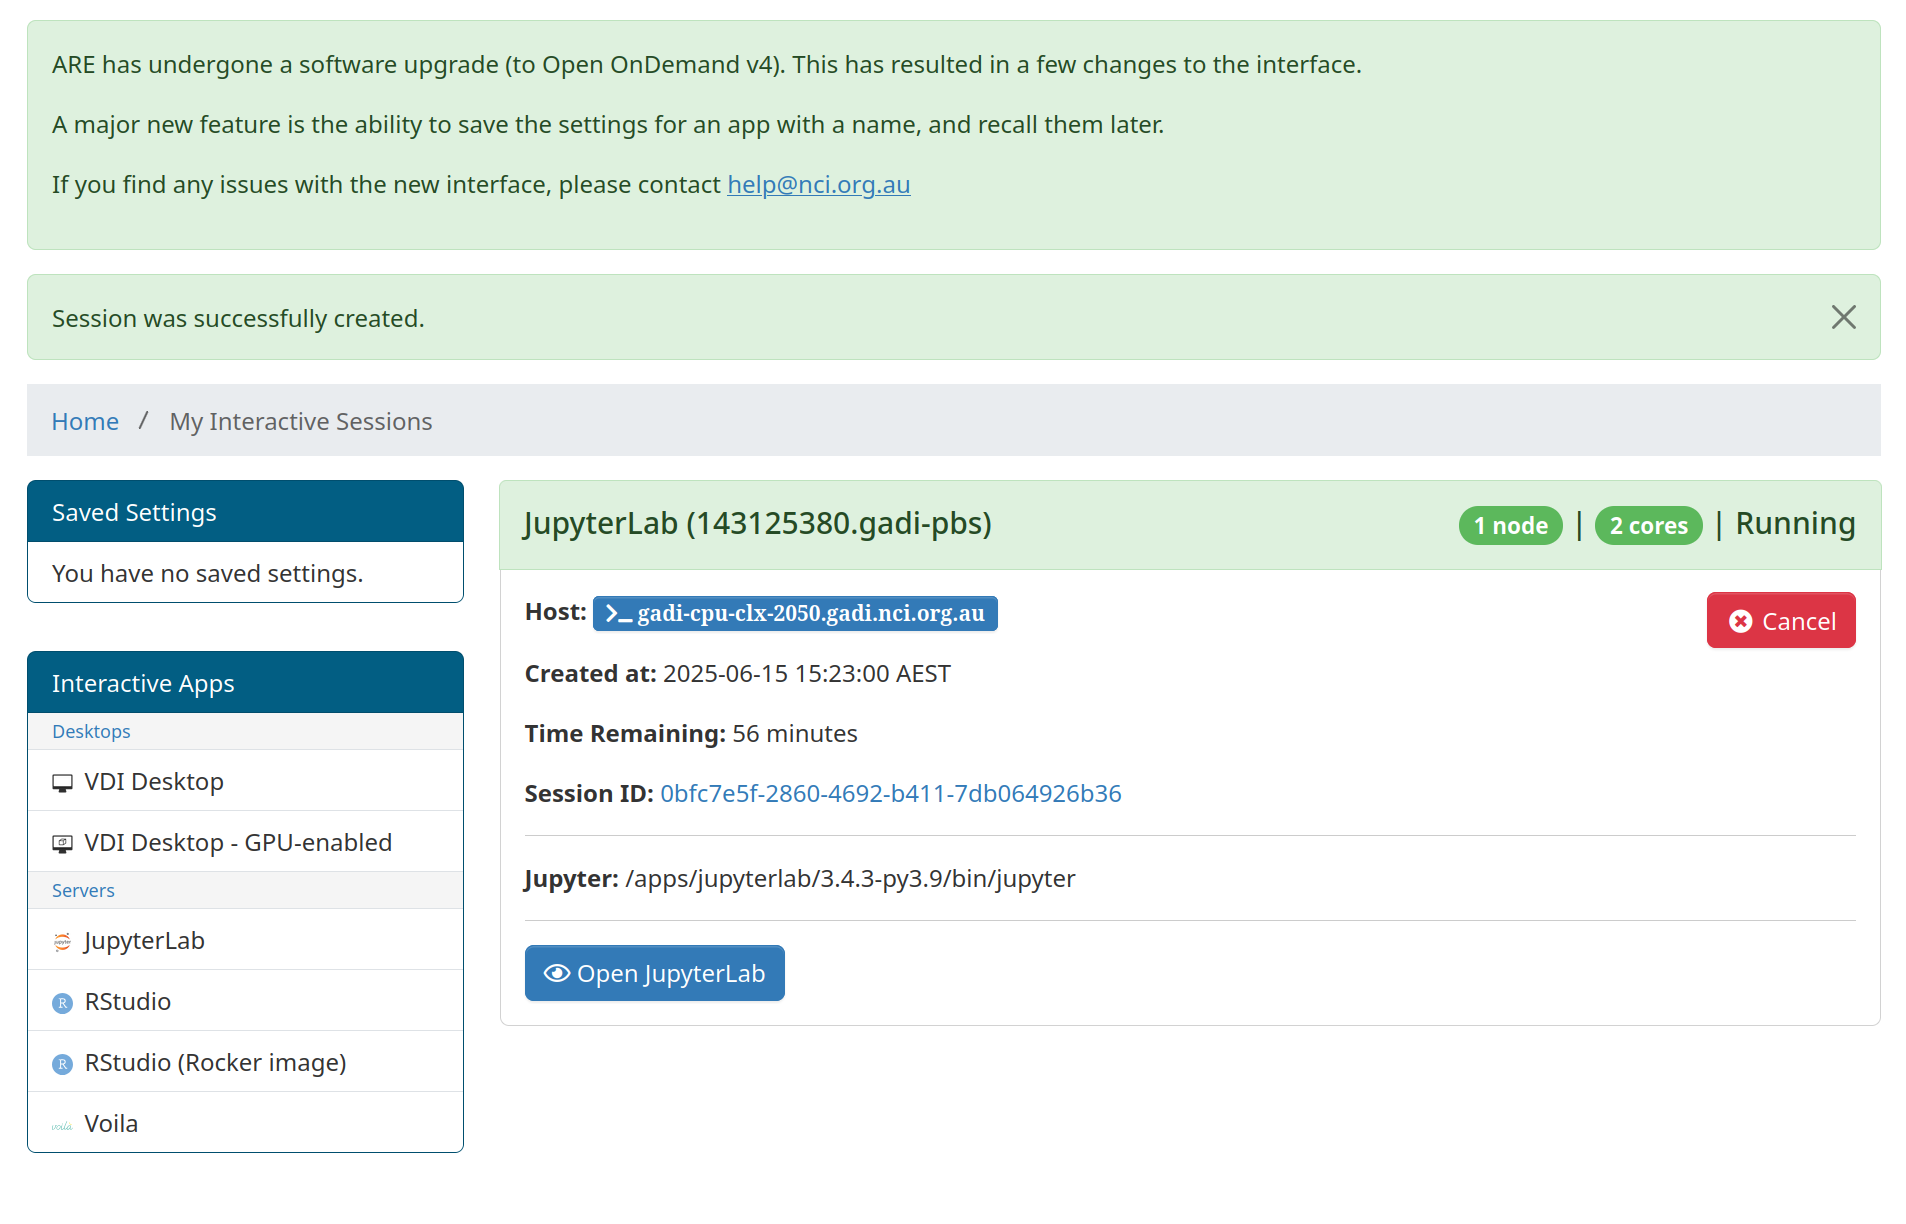 ARE has undergone a software upgrade (to Open OnDemand v4). This has resulted in a few changes to the interface.
A major new feature is the ability to save the settings for an app with a name, and recall them later.
If you find any issues with the new interface, please contact help@nci.org.au
Session was successfully created.
Home / My Interactive Sessions
Saved Settings
You have no saved settings.
Interactive Apps
Desktops
VDI Desktop
VDI Desktop - GPU-enabled
Servers
JupyterLab
RStudio
RStudio (Rocker image)
Voila
JupyterLab (143125380.gadi-pbs)
1 node | 2 cores | Running
Host: >_ gadi-cpu-clx-2050.gadi.nci.org.au
Cancel
Created at: 2025-06-15 15:23:00 AEST
Time Remaining: 56 minutes
Session ID: 0bfc7e5f-2860-4692-b411-7db064926b36
Jupyter: /apps/jupyterlab/3.4.3-py3.9/bin/jupyter
Open JupyterLab